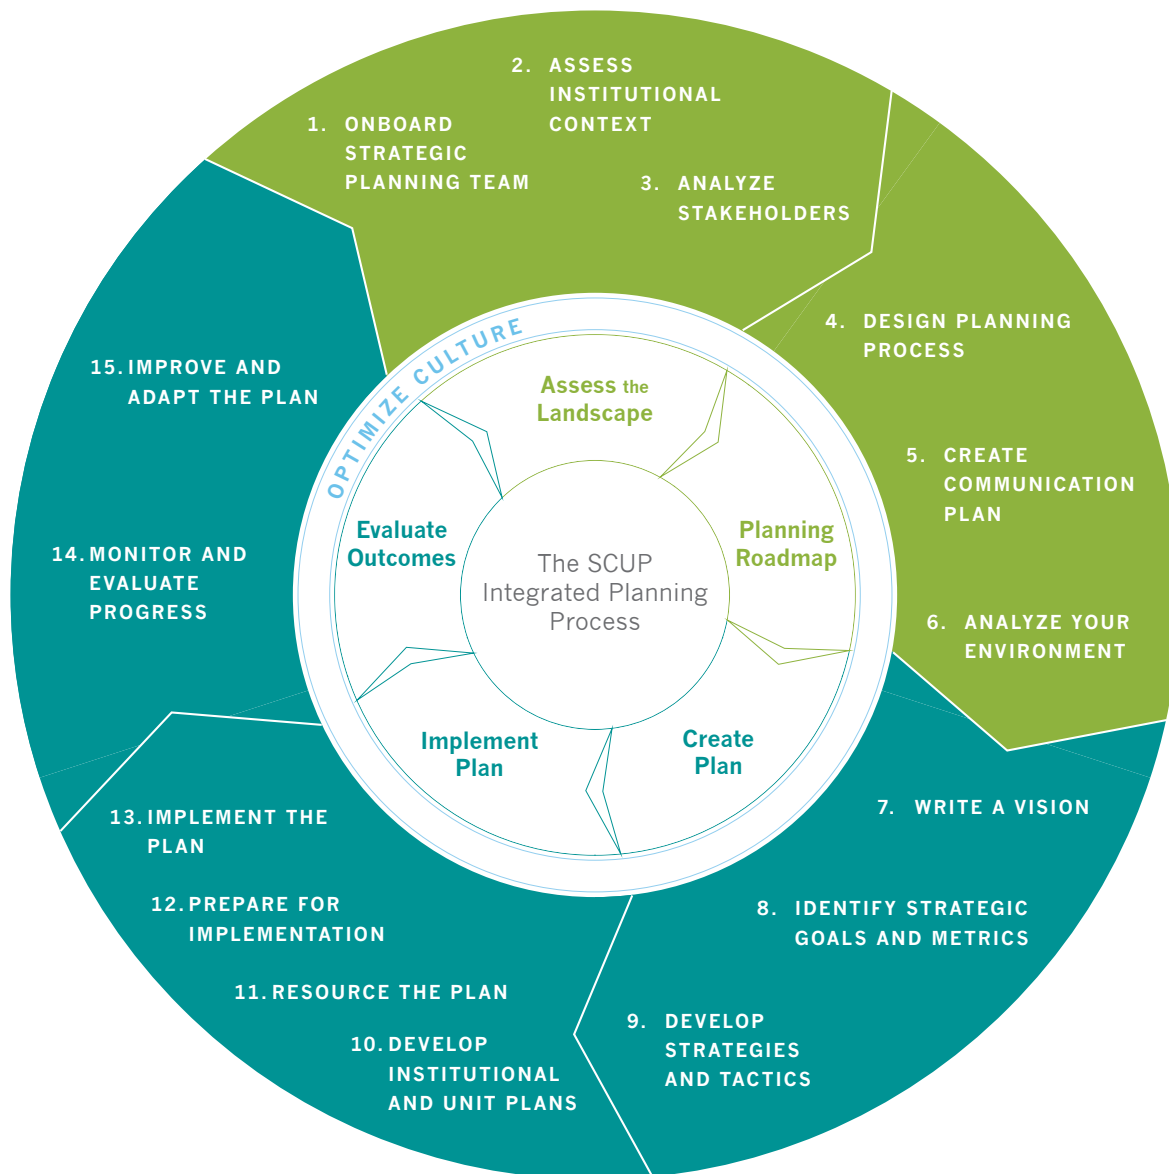 1. ONBOARD
STRATEGIC
PLANNING TEAM
2. ASSESS
INSTITUTIONAL
CONTEXT
3. ANALYZE
STAKEHOLDERS
4. DESIGN PLANNING
PROCESS
5. CREATE
COMMUNICATION
PLAN
6. ANALYZE YOUR
ENVIRONMENT
7. WRITE A VISION
8. IDENTIFY STRATEGIC
GOALS AND METRICS
9. DEVELOP
STRATEGIES
AND TACTICS
10. DEVELOP
INSTITUTIONAL
AND UNIT PLANS
11. RESOURCE THE PLAN
12. PREPARE FOR
IMPLEMENTATION
13. IMPLEMENT THE
PLAN
14. MONITOR AND
EVALUATE
PROGRESS
15. IMPROVE AND
ADAPT THE PLAN
OPTIMIZE CULTURE
Assess the
Landscape
Planning
Roadmap
Create
Plan
Implement
Plan
Evaluate
Outcomes
The SCUP
Integrated Planning
Process